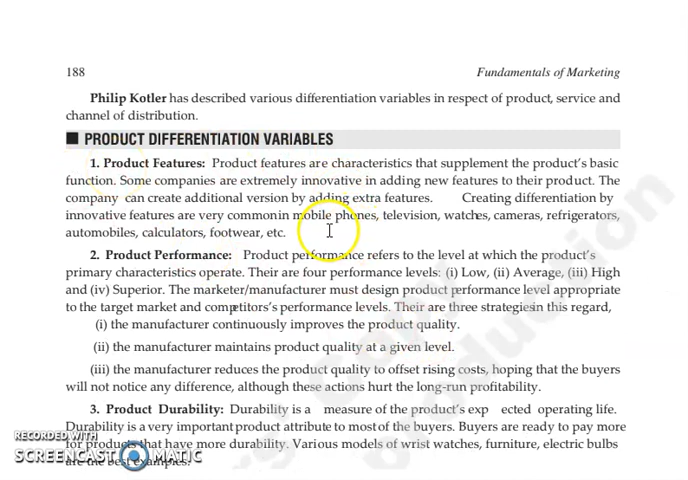 188 Fundamentals of Marketing
Philip Kotler has described various differentiation variables in respect of product, service and
channel of distribution.
■ PRODUCT DIFFERENTIATION VARIABLES
1. Product Features: Product features are characteristics that supplement the product's basic
function. Some companies are extremely innovative in adding new features to their product. The
company can create additional version by adding extra features. Creating differentiation by
innovative features are very common in mobile phones, television, watches, cameras, refrigerators,
automobiles, calculators, footwear, etc.
2. Product Performance: Product performance refers to the level at which the product's
primary characteristics operate. Their are four performance levels: (i) Low, (ii) Average, (iii) High
and (iv) Superior. The marketer/manufacturer must design product performance level appropriate
to the target market and competitors's performance levels. Their are three strategies in this regard,
(i) the manufacturer continuously improves the product quality.
(ii) the manufacturer maintains product quality at a given level.
(iii) the manufacturer reduces the product quality to offset rising costs, hoping that the buyers
will not notice any difference, although these actions hurt the long-run profitability.
3. Product Durability: Durability is a measure of the product's exp ected operating life.
Durability is a very important product attribute to most of the buyers. Buyers are ready to pay more
for products that have more durability. Various models of wrist watches, furniture, electric bulbs
are the best examples.
RECORDED WITH
SCREENCAST MATIC